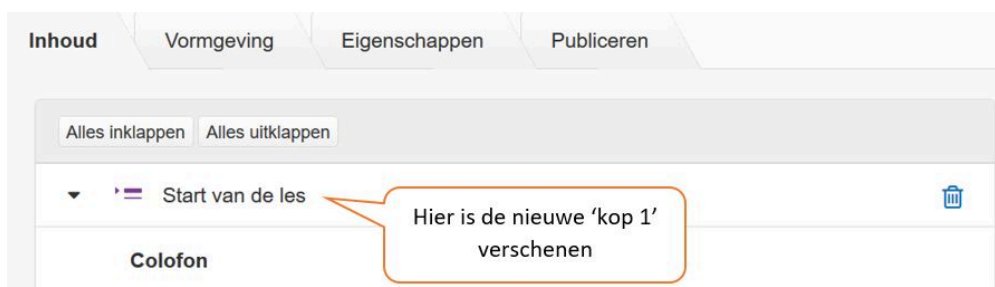 Inhoud Vormgeving Eigenschappen Publiceren
Alles inklappen Alles uitklappen
Start van de les
Hier is de nieuwe ‘kop 1’
verschenen
Colofon